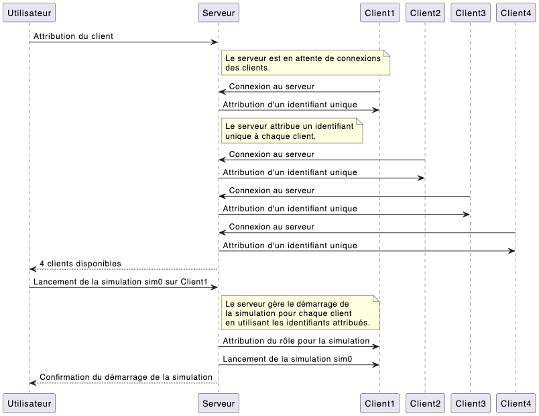 Utilisateur Serveur Client1 Client2 Client3 Client4
Attribution du client
Le serveur est en attente de connexions
des clients.
Connexion au serveur
Attribution d'un identifiant unique
Le serveur attribue un identifiant
unique à chaque client.
Connexion au serveur
Attribution d'un identifiant unique
Connexion au serveur
Attribution d'un identifiant unique
Connexion au serveur
Attribution d'un identifiant unique
4 clients disponibles
Lancement de la simulation sim0 sur Client1
Le serveur gère le démarrage de
la simulation pour chaque client
en utilisant les identifiants attribués.
Attribution du rôle pour la simulation
Lancement de la simulation sim0
Confirmation du démarrage de la simulation
Utilisateur Serveur Client1 Client2 Client3 Client4